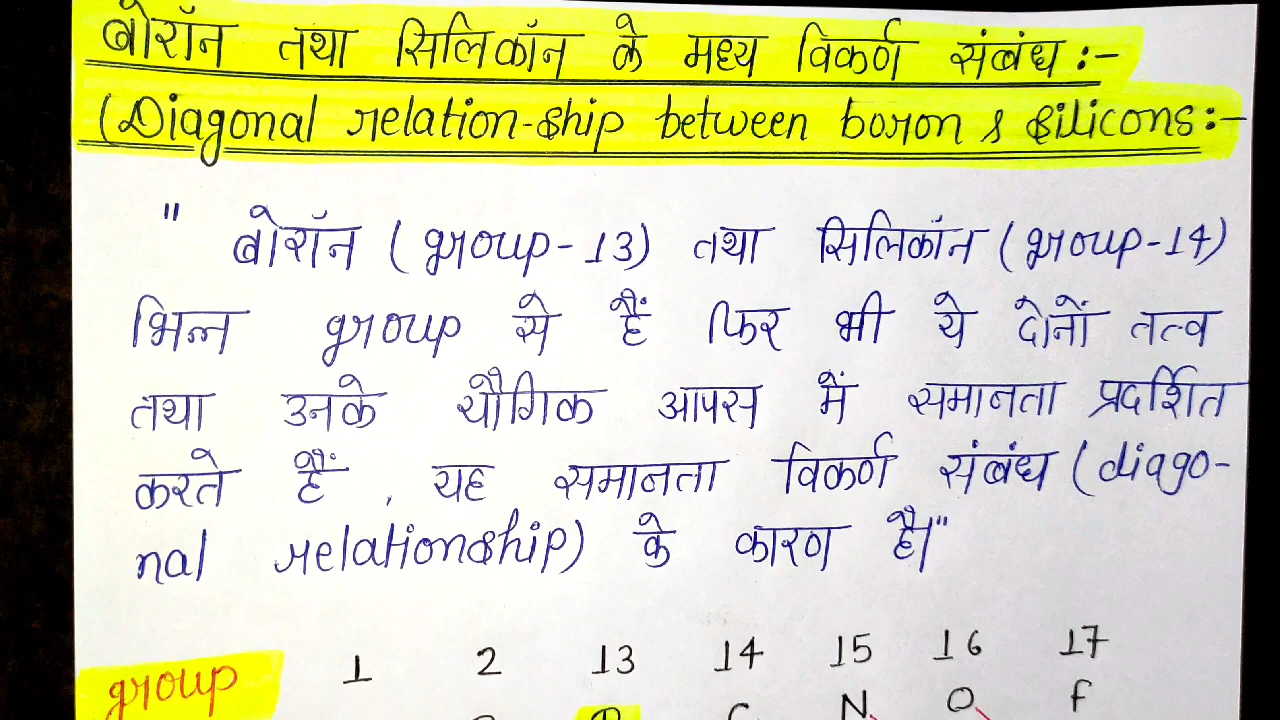 बोरॉन तथा सिलिकॉन के मध्य विकर्ण संबंध :-
(Diagonal relation-ship between boron & silicons:-
" बोरॉन (group-13) तथा सिलिकॉन (group-14)
भिन्न group से हैं फिर भी ये दोनों तत्व
तथा उनके यौगिक आपस में समानता प्रदर्शित
करते हैं , यह समानता विकर्ण संबंध (diago-
nal relationship) के कारण है।"
group 1 2 13 14 15 16 17
N O F